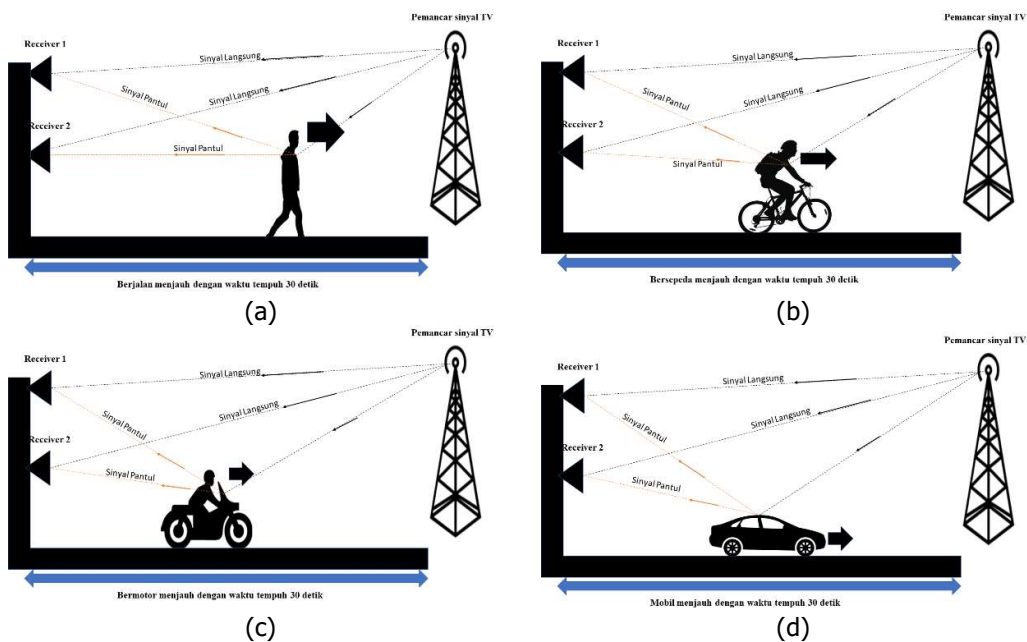 Pemancar sinyal TV
Receiver 1
Sinyal Langsung
Sinyal Pantul
Sinyal Langsung
Receiver 2
Sinyal Pantul
Berjalan menjauh dengan waktu tempuh 30 detik
(a)
Pemancar sinyal TV
Receiver 1
Sinyal Langsung
Sinyal Pantul
Sinyal Langsung
Receiver 2
Sinyal Pantul
Bersepeda menjauh dengan waktu tempuh 30 detik
(b)
Pemancar sinyal TV
Receiver 1
Sinyal Langsung
Sinyal Pantul
Sinyal Langsung
Receiver 2
Sinyal Pantul
Bermotor menjauh dengan waktu tempuh 30 detik
(c)
Pemancar sinyal TV
Receiver 1
Sinyal Langsung
Sinyal Pantul
Sinyal Langsung
Receiver 2
Sinyal Pantul
Mobil menjauh dengan waktu tempuh 30 detik
(d)